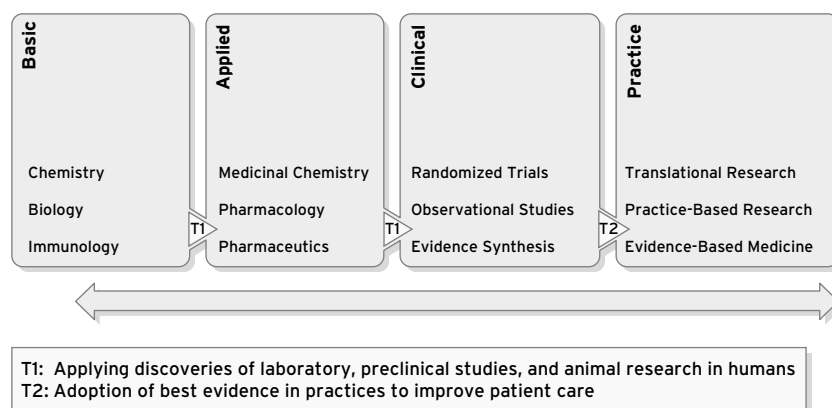 Basic
Chemistry
Biology
Immunology
T1
Applied
Medicinal Chemistry
Pharmacology
Pharmaceutics
T1
Clinical
Randomized Trials
Observational Studies
Evidence Synthesis
T2
Practice
Translational Research
Practice-Based Research
Evidence-Based Medicine
T1: Applying discoveries of laboratory, preclinical studies, and animal research in humans
T2: Adoption of best evidence in practices to improve patient care